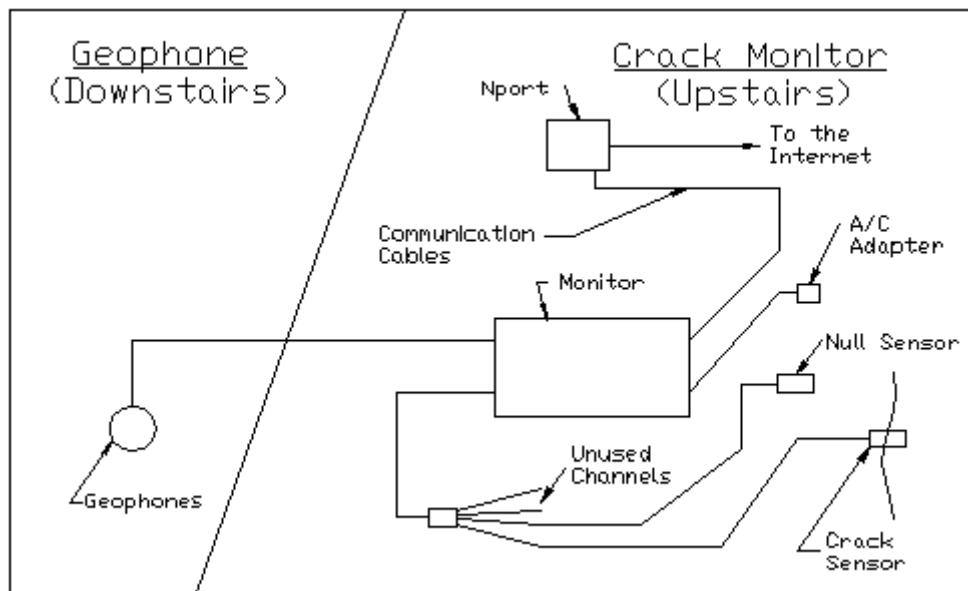 Geophane
(Downstairs)
Crack Monitor
(Upstairs)
Nport
To the
Internet
Communication
Cables
A/C
Adapter
Monitor
Null Sensor
Unused
Channels
Geophones
Crack
Sensor